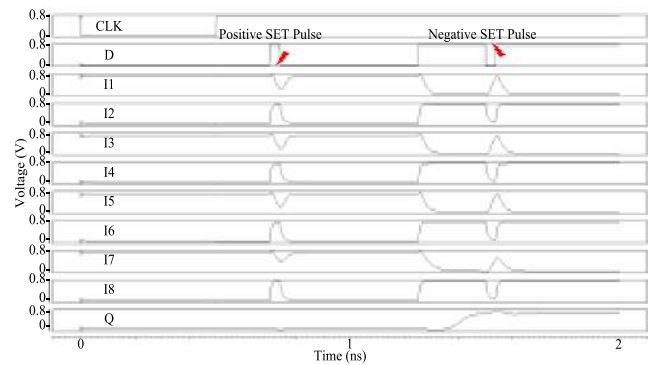 0.8
0
CLK
Positive SET Pulse
Negative SET Pulse
0.8
0
D
0.8
0
I1
0.8
0
I2
0.8
0
I3
0.8
0
I4
0.8
0
I5
0.8
0
I6
0.8
0
I7
0.8
0
I8
0.8
0
Q
Voltage (V)
0
1
2
Time (ns)